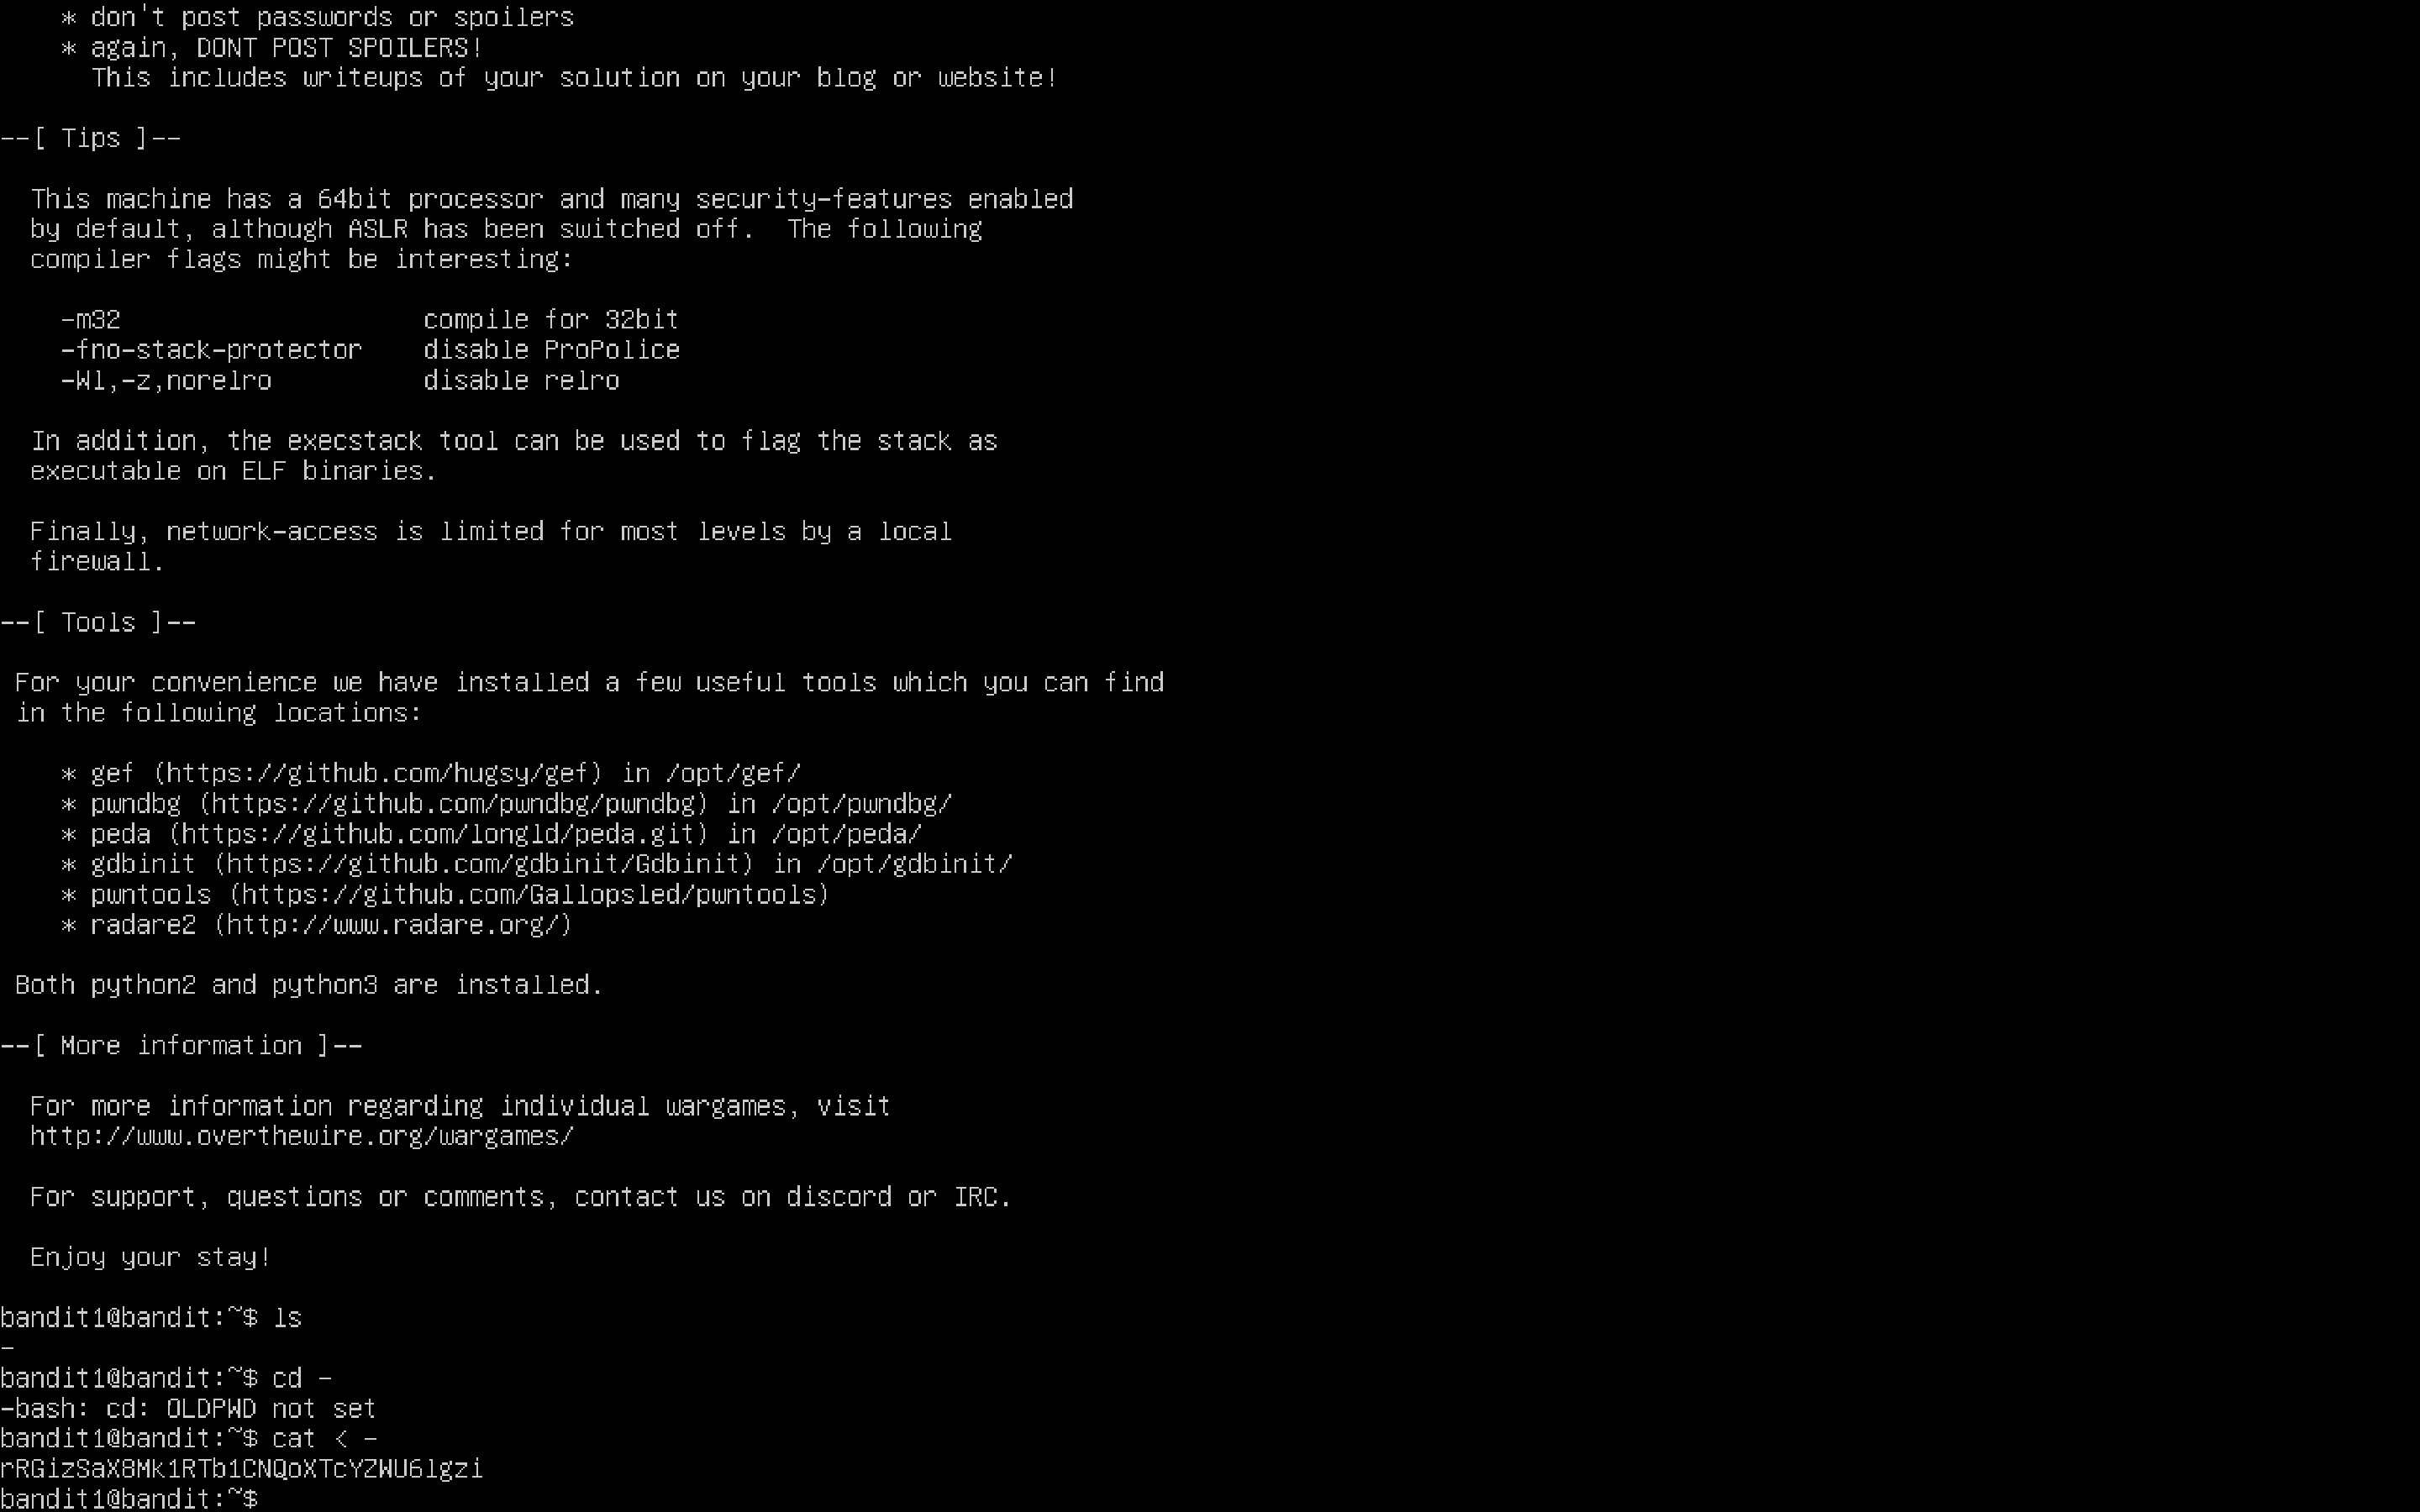 * don't post passwords or spoilers
* again, DONT POST SPOILERS!
This includes writeups of your solution on your blog or website!
--[ Tips ]--
This machine has a 64bit processor and many security-features enabled
by default, although ASLR has been switched off.  The following
compiler flags might be interesting:
-m32                    compile for 32bit
-fno-stack-protector    disable ProPolice
-Wl,-z,norelro          disable relro
In addition, the execstack tool can be used to flag the stack as
executable on ELF binaries.
Finally, network-access is limited for most levels by a local
firewall.
--[ Tools ]--
For your convenience we have installed a few useful tools which you can find
in the following locations:
* gef (https://github.com/hugsy/gef) in /opt/gef/
* pwndbg (https://github.com/pwndbg/pwndbg) in /opt/pwndbg/
* peda (https://github.com/longld/peda.git) in /opt/peda/
* gdbinit (https://github.com/gdbinit/Gdbinit) in /opt/gdbinit/
* pwntools (https://github.com/Gallopsled/pwntools)
* radare2 (http://www.radare.org/)
Both python2 and python3 are installed.
--[ More information ]--
For more information regarding individual wargames, visit
http://www.overthewire.org/wargames/
For support, questions or comments, contact us on discord or IRC.
Enjoy your stay!
bandit1@bandit:~$ ls
-
bandit1@bandit:~$ cd -
-bash: cd: OLDPWD not set
bandit1@bandit:~$ cat < -
rRGizSaX8Mk1RTb1CNQoXTcYZWU6lgzi
bandit1@bandit:~$